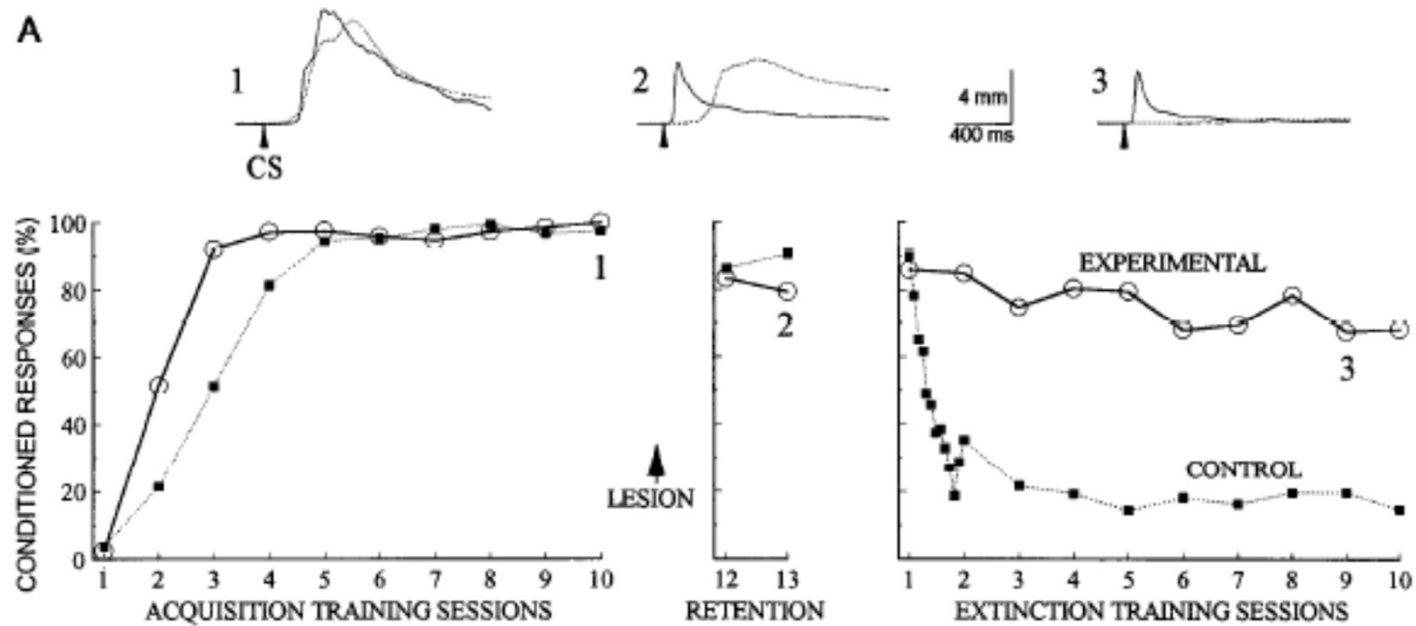 A
1
2
3
4 mm
400 ms
CS
CONDITIONED RESPONSES (%)
100
80
60
40
20
0
1
2
3
EXPERIMENTAL
CONTROL
LESION
1 2 3 4 5 6 7 8 9 10
12 13
1 2 3 4 5 6 7 8 9 10
ACQUISITION TRAINING SESSIONS
RETENTION
EXTINCTION TRAINING SESSIONS